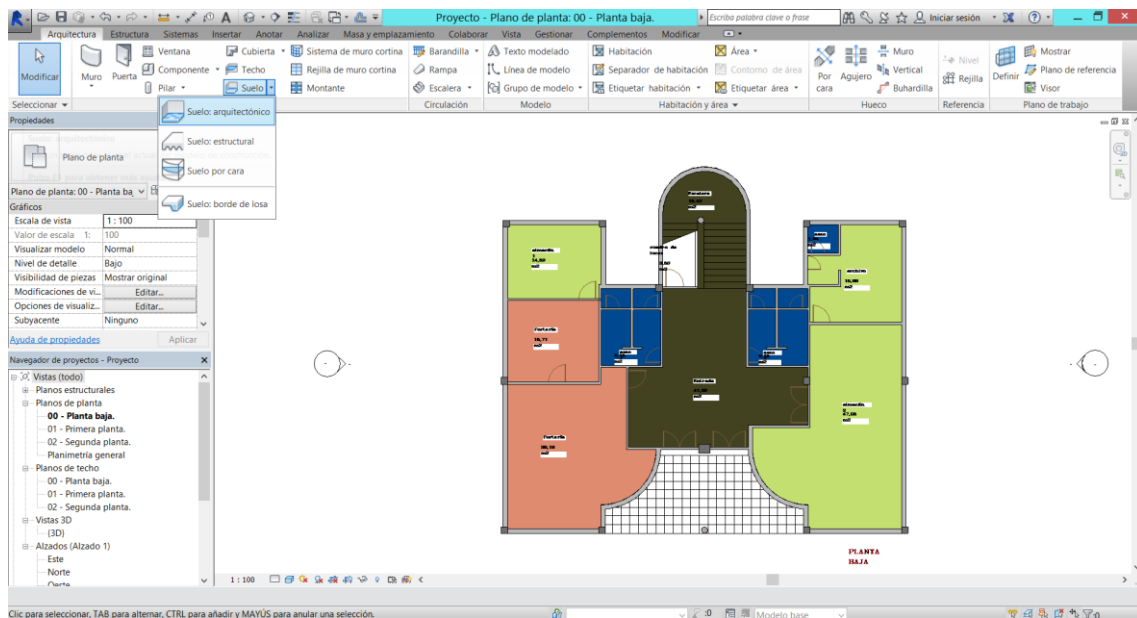 Proyecto - Plano de planta: 00 - Planta baja.
Escriba palabra clave o frase
Iniciar sesión
Arquitectura Estructura Sistemas Insertar Anotar Analizar Masa y emplazamiento Colaborar Vista Gestionar Complementos Modificar
Modificar
Muro
Puerta
Ventana
Componente
Pilar
Cubierta
Techo
Suelo
Sistema de muro cortina
Rejilla de muro cortina
Montante
Barandilla
Rampa
Escalera
Texto modelado
Línea de modelo
Grupo de modelo
Habitación
Separador de habitación
Etiquetar habitación
Área
Contorno de área
Etiquetar área
Por cara
Agujero
Muro
Vertical
Buhardilla
Nivel
Rejilla
Definir
Mostrar
Plano de referencia
Visor
Seleccionar
Circulación
Modelo
Habitación y área
Hueco
Referencia
Plano de trabajo
Suelo: arquitectónico
Suelo: estructural
Suelo por cara
Suelo: borde de losa
Propiedades
Plano de planta
Plano de planta: 00 - Planta ba
Gráficos
Escala de vista 1 : 100
Valor de escala 1: 100
Visualizar modelo Normal
Nivel de detalle Bajo
Visibilidad de piezas Mostrar original
Modificaciones de vi... Editar...
Opciones de visualiz... Editar...
Subyacente Ninguno
Ayuda de propiedades Aplicar
Navegador de proyectos - Proyecto
Vistas (todo)
Planos estructurales
Planos de planta
00 - Planta baja.
01 - Primera planta.
02 - Segunda planta.
Planimetría general
Planos de techo
00 - Planta baja.
01 - Primera planta.
02 - Segunda planta.
Vistas 3D
{3D}
Alzados (Alzado 1)
Este
Norte
Oeste
Entrada
archivo
PLANTA
BAJA
1 : 100
Clic para seleccionar, TAB para alternar, CTRL para añadir y MAYÚS para anular una selección.
:0
Modelo base
:0